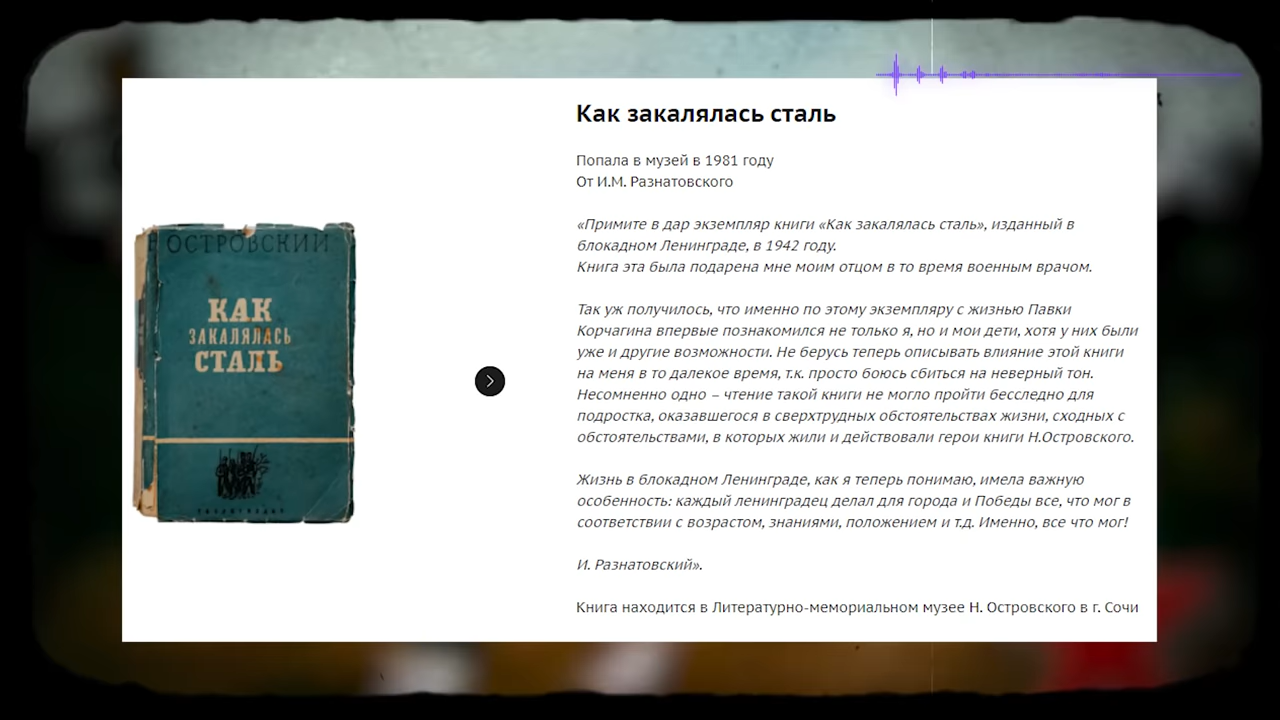 ОСТРОВСКИЙ
КАК
ЗАКАЛЯЛАСЬ
СТАЛЬ
Как закалялась сталь
Попала в музей в 1981 году
От И.М. Разнатовского
«Примите в дар экземпляр книги «Как закалялась сталь», изданный в
блокадном Ленинграде, в 1942 году.
Книга эта была подарена мне моим отцом в то время военным врачом.
Так уж получилось, что именно по этому экземпляру с жизнью Павки
Корчагина впервые познакомился не только я, но и мои дети, хотя у них были
уже и другие возможности. Не берусь теперь описывать влияние этой книги
на меня в то далекое время, т.к. просто боюсь сбиться на неверный тон.
Несомненно одно – чтение такой книги не могло пройти бесследно для
подростка, оказавшегося в сверхтрудных обстоятельствах жизни, сходных с
обстоятельствами, в которых жили и действовали герои книги Н.Островского.
Жизнь в блокадном Ленинграде, как я теперь понимаю, имела важную
особенность: каждый ленинградец делал для города и Победы все, что мог в
соответствии с возрастом, знаниями, положением и т.д. Именно, все что мог!
И. Разнатовский».
Книга находится в Литературно-мемориальном музее Н. Островского в г. Сочи